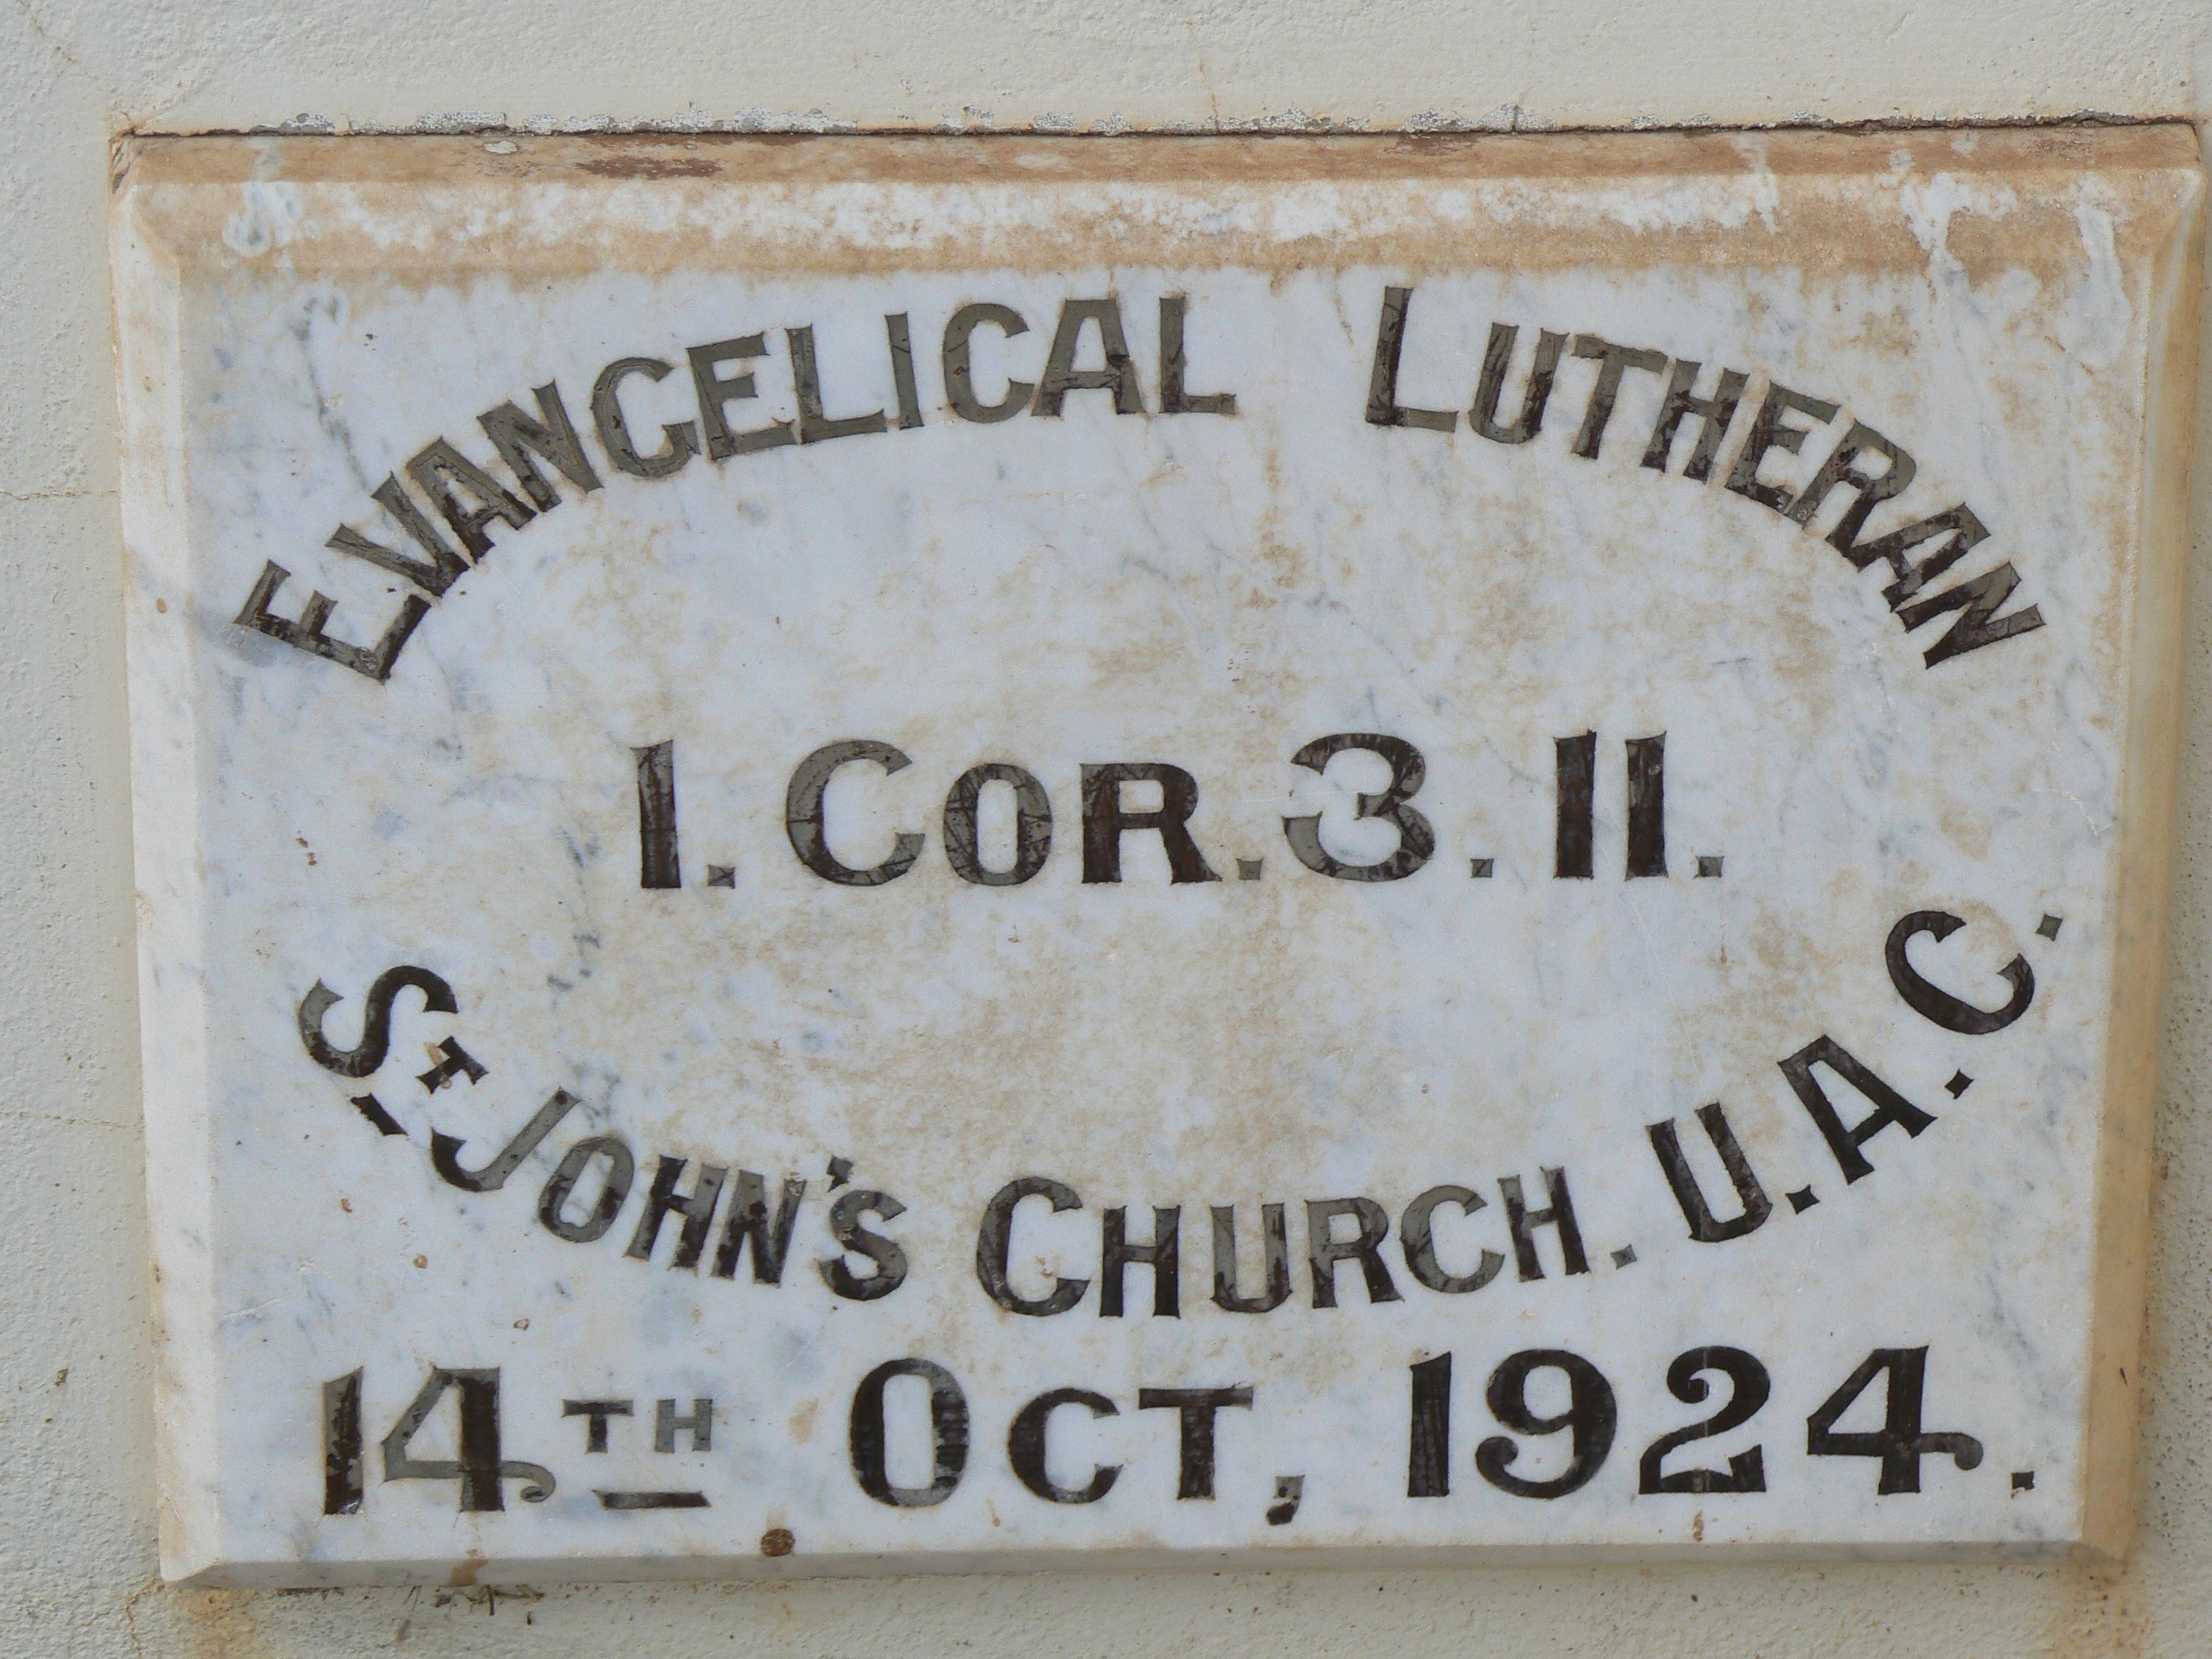 EVANGELICAL LUTHERAN
1. COR. 3. 11.
ST JOHN'S CHURCH. U.A.C.
14TH OCT, 1924.